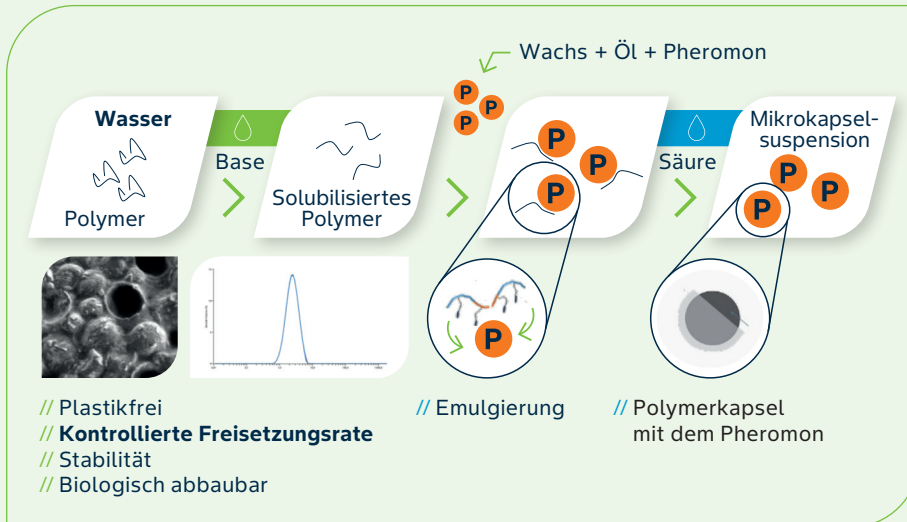 Wachs + Öl + Pheromon
Wasser
Polymer
Base
Solubilisiertes
Polymer
P
P
P
P
P
P
Säure
Mikrokapsel-
suspension
P
P
P
P
// Plastikfrei
// Kontrollierte Freisetzungsrate
// Stabilität
// Biologisch abbaubar
// Emulgierung
// Polymerkapsel
mit dem Pheromon